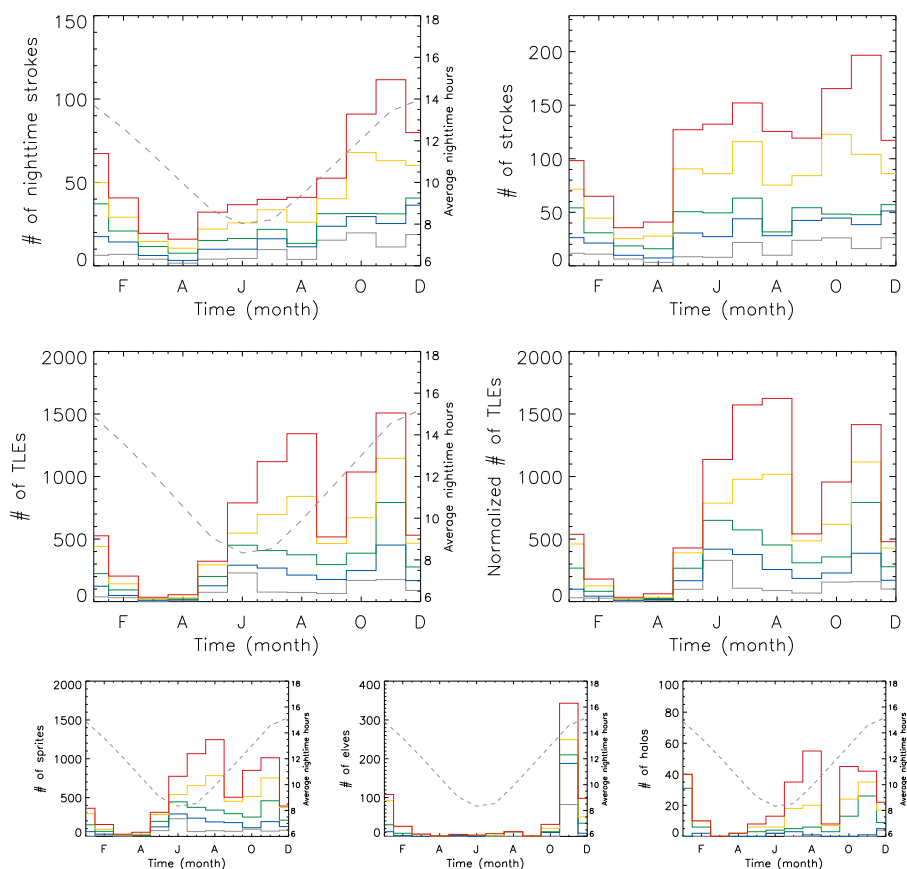 # of nighttime strokes
150
100
50
0
18
16
14
12
10
8
6
Average nighttime hours
F A J A O D
Time (month)
# of strokes
200
150
100
50
0
F A J A O D
Time (month)
# of TLEs
2000
1500
1000
500
0
18
16
14
12
10
8
6
Average nighttime hours
F A J A O D
Time (month)
Normalized # of TLEs
2000
1500
1000
500
0
F A J A O D
Time (month)
# of sprites
2000
1500
1000
500
0
18
16
14
12
10
8
6
Average nighttime hours
F A J A O D
Time (month)
# of elves
400
300
200
100
0
18
16
14
12
10
8
6
Average nighttime hours
F A J A O D
Time (month)
# of halos
100
80
60
40
20
0
18
16
14
12
10
8
6
Average nighttime hours
F A J A O D
Time (month)